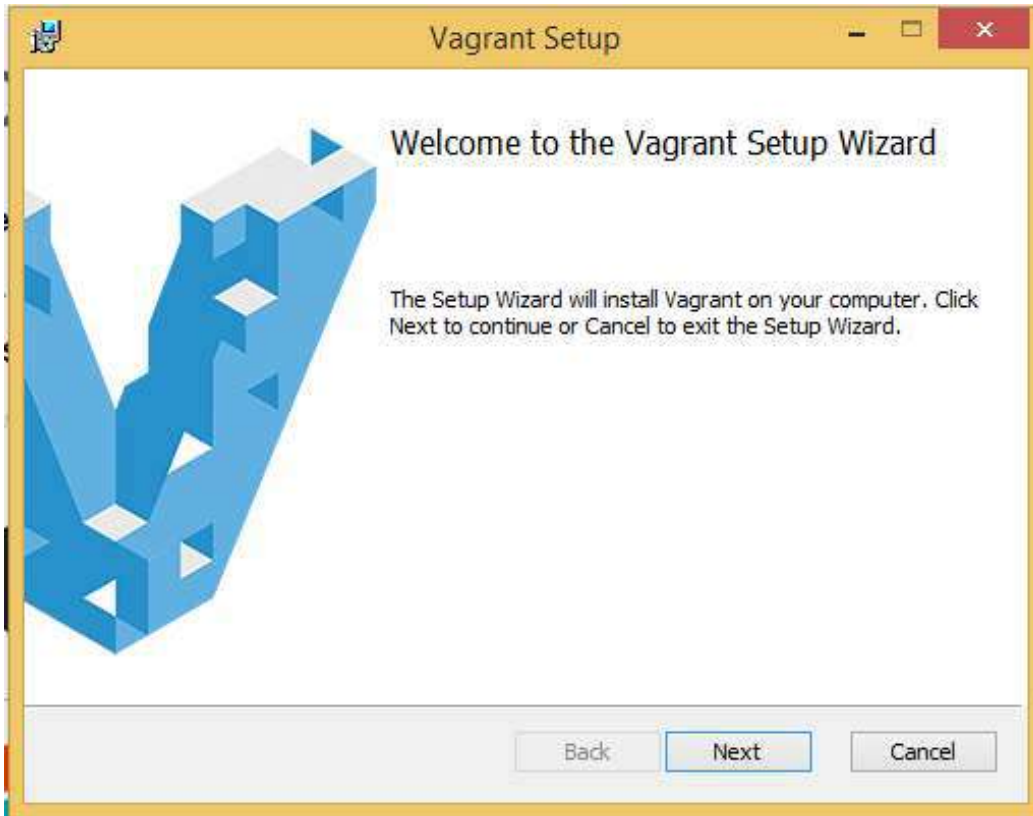 Vagrant Setup
Welcome to the Vagrant Setup Wizard
The Setup Wizard will install Vagrant on your computer. Click
Next to continue or Cancel to exit the Setup Wizard.
Back Next Cancel